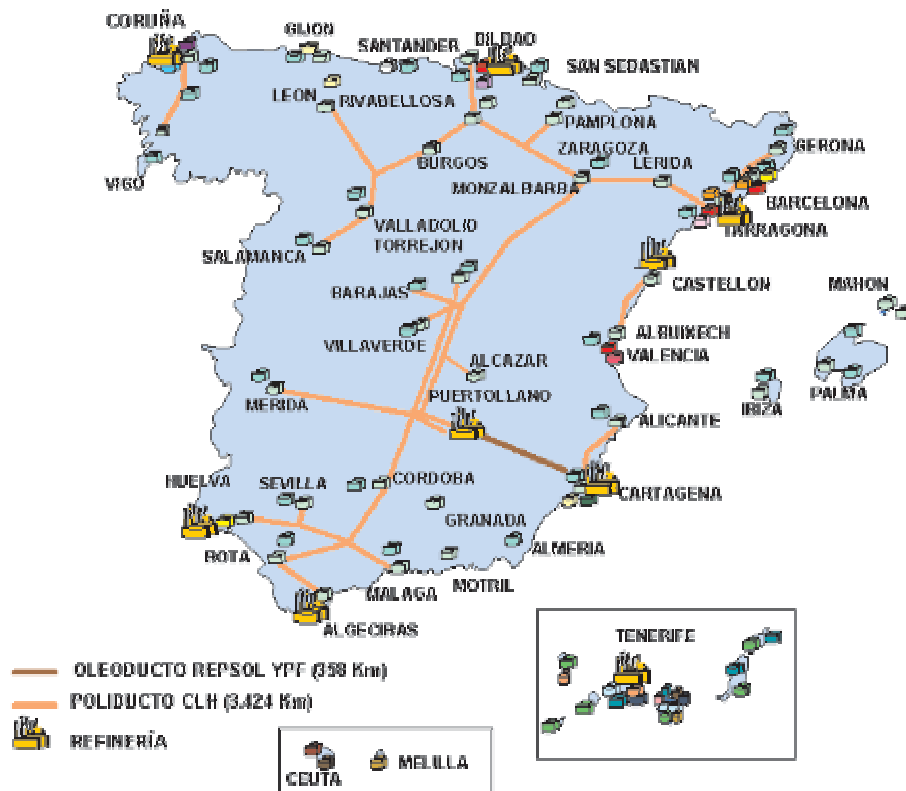 CORUÑA
GIJON
SANTANDER
BILBAO
SAN SEBASTIAN
LEON
RIVABELLOSA
PAMPLONA
VIGO
BURGOS
ZARAGOZA
LERIDA
GERONA
MONZALBARBA
BARCELONA
TARRAGONA
VALLADOLID
SALAMANCA
TORREJON
BARAJAS
CASTELLON
MAHON
VILLAVERDE
ALBUIXECH
VALENCIA
ALCAZAR
MERIDA
PUERTOLLANO
IBIZA
PALMA
ALICANTE
HUELVA
SEVILLA
CORDOBA
CARTAGENA
GRANADA
ROTA
ALMERIA
MALAGA
MOTRIL
ALGECIRAS
TENERIFE
OLEODUCTO REPSOL YPF (358 Km)
POLIDUCTO CLH (3.424 Km)
REFINERÍA
CEUTA
MELILLA